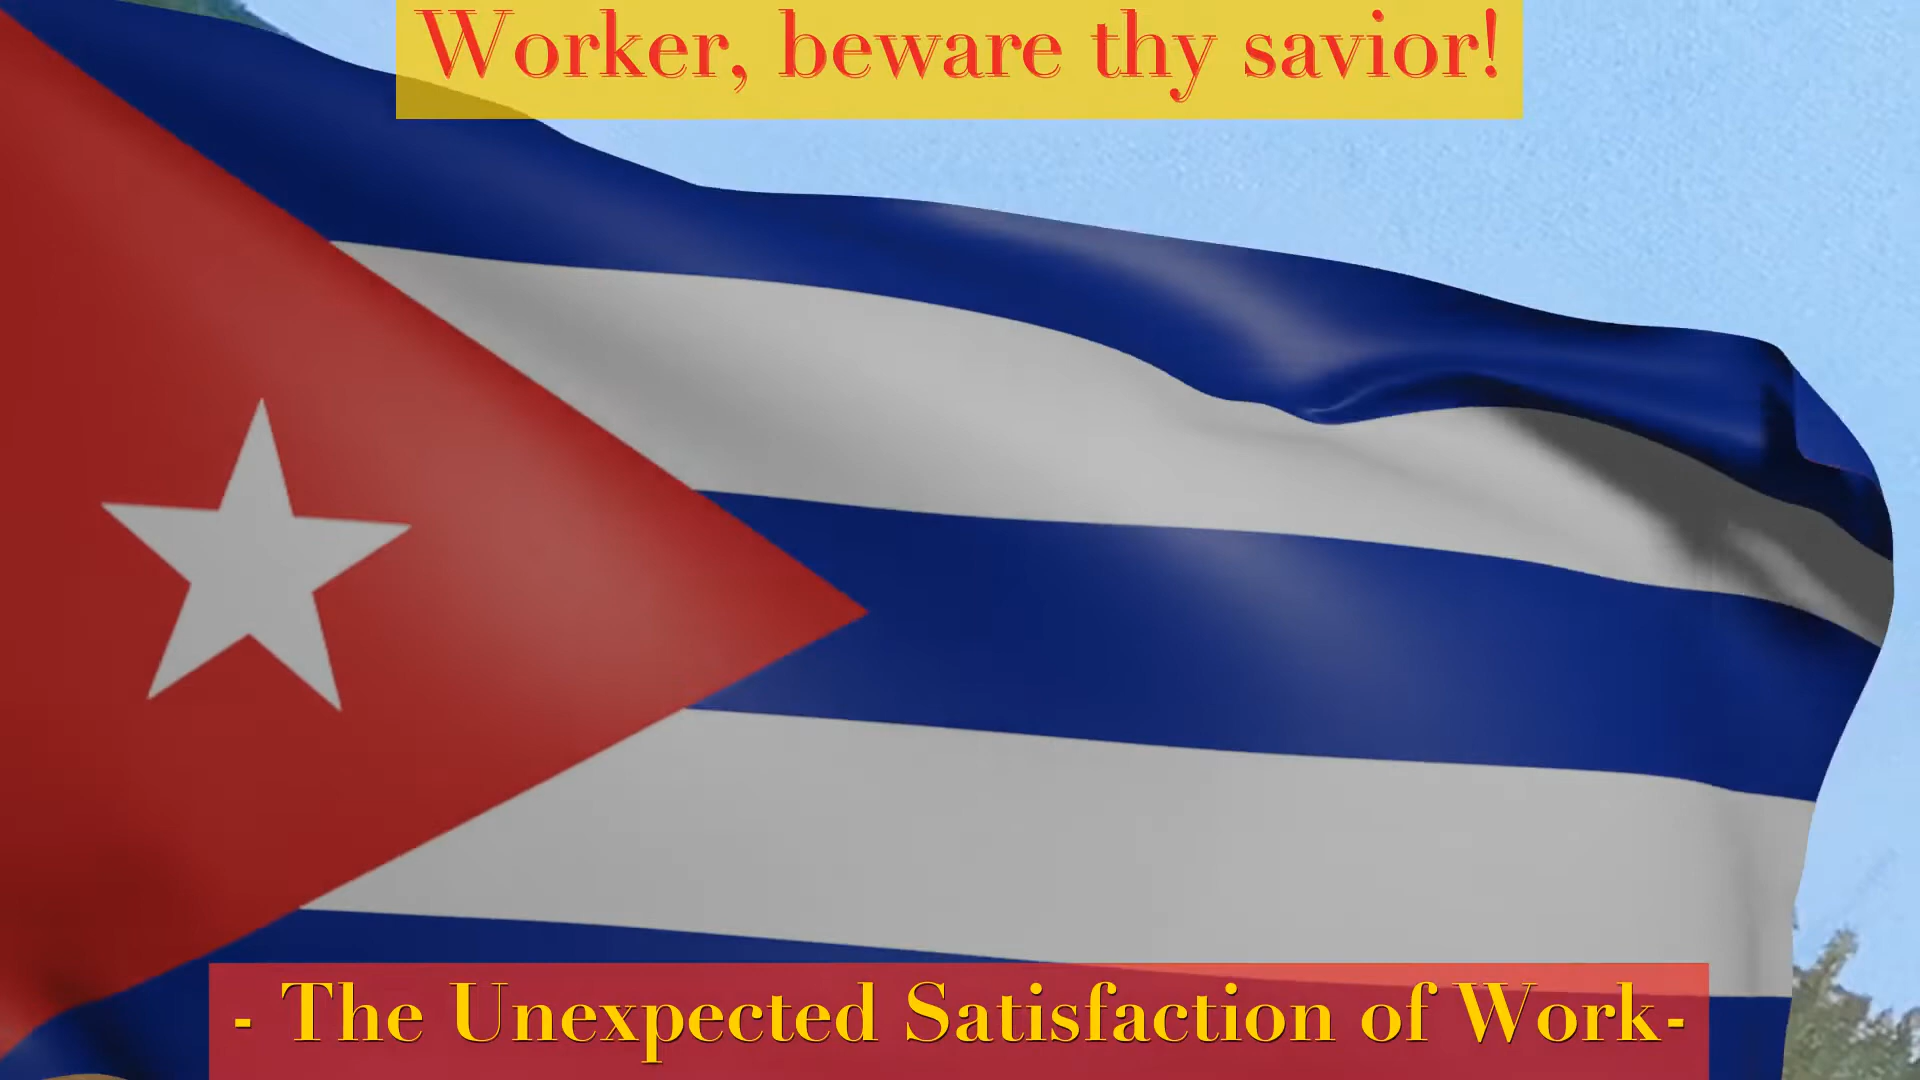 Worker, beware thy savior!
- The Unexpected Satisfaction of Work-